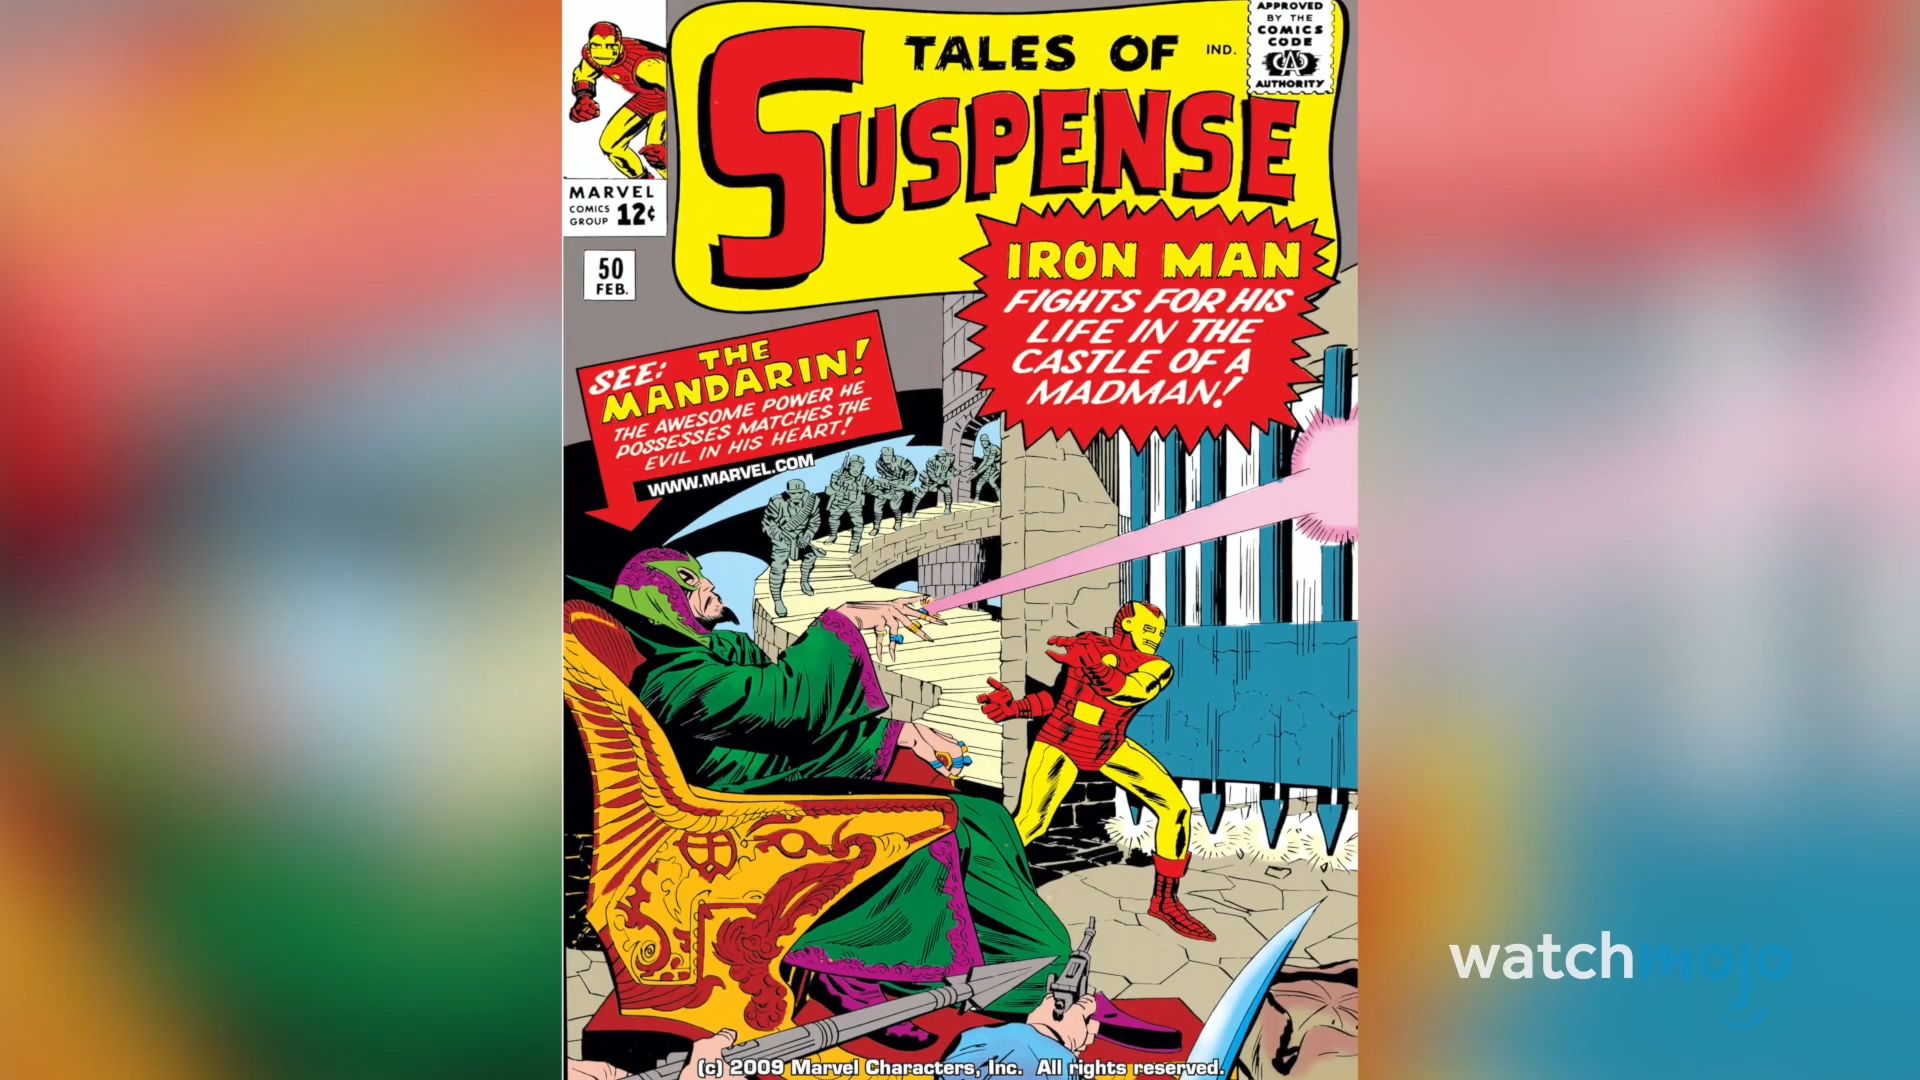 APPROVED
BY THE
COMICS
CODE
CA
AUTHORITY
TALES OF
IND.
SUSPENSE
MARVEL
COMICS
GROUP
12¢
50
FEB.
IRON MAN
FIGHTS FOR HIS
LIFE IN THE
CASTLE OF A
MADMAN!
SEE: THE
MANDARIN!
THE AWESOME POWER HE
POSSESSES MATCHES THE
EVIL IN HIS HEART!
WWW.MARVEL.COM
watchmojo
(c) 2009 Marvel Characters, Inc. All rights reserved.